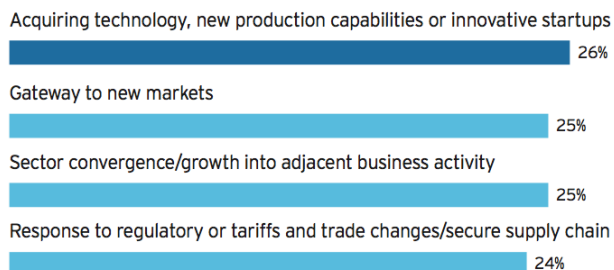 Acquiring technology, new production capabilities or innovative startups
26%
Gateway to new markets
25%
Sector convergence/growth into adjacent business activity
25%
Response to regulatory or tariffs and trade changes/secure supply chain
24%